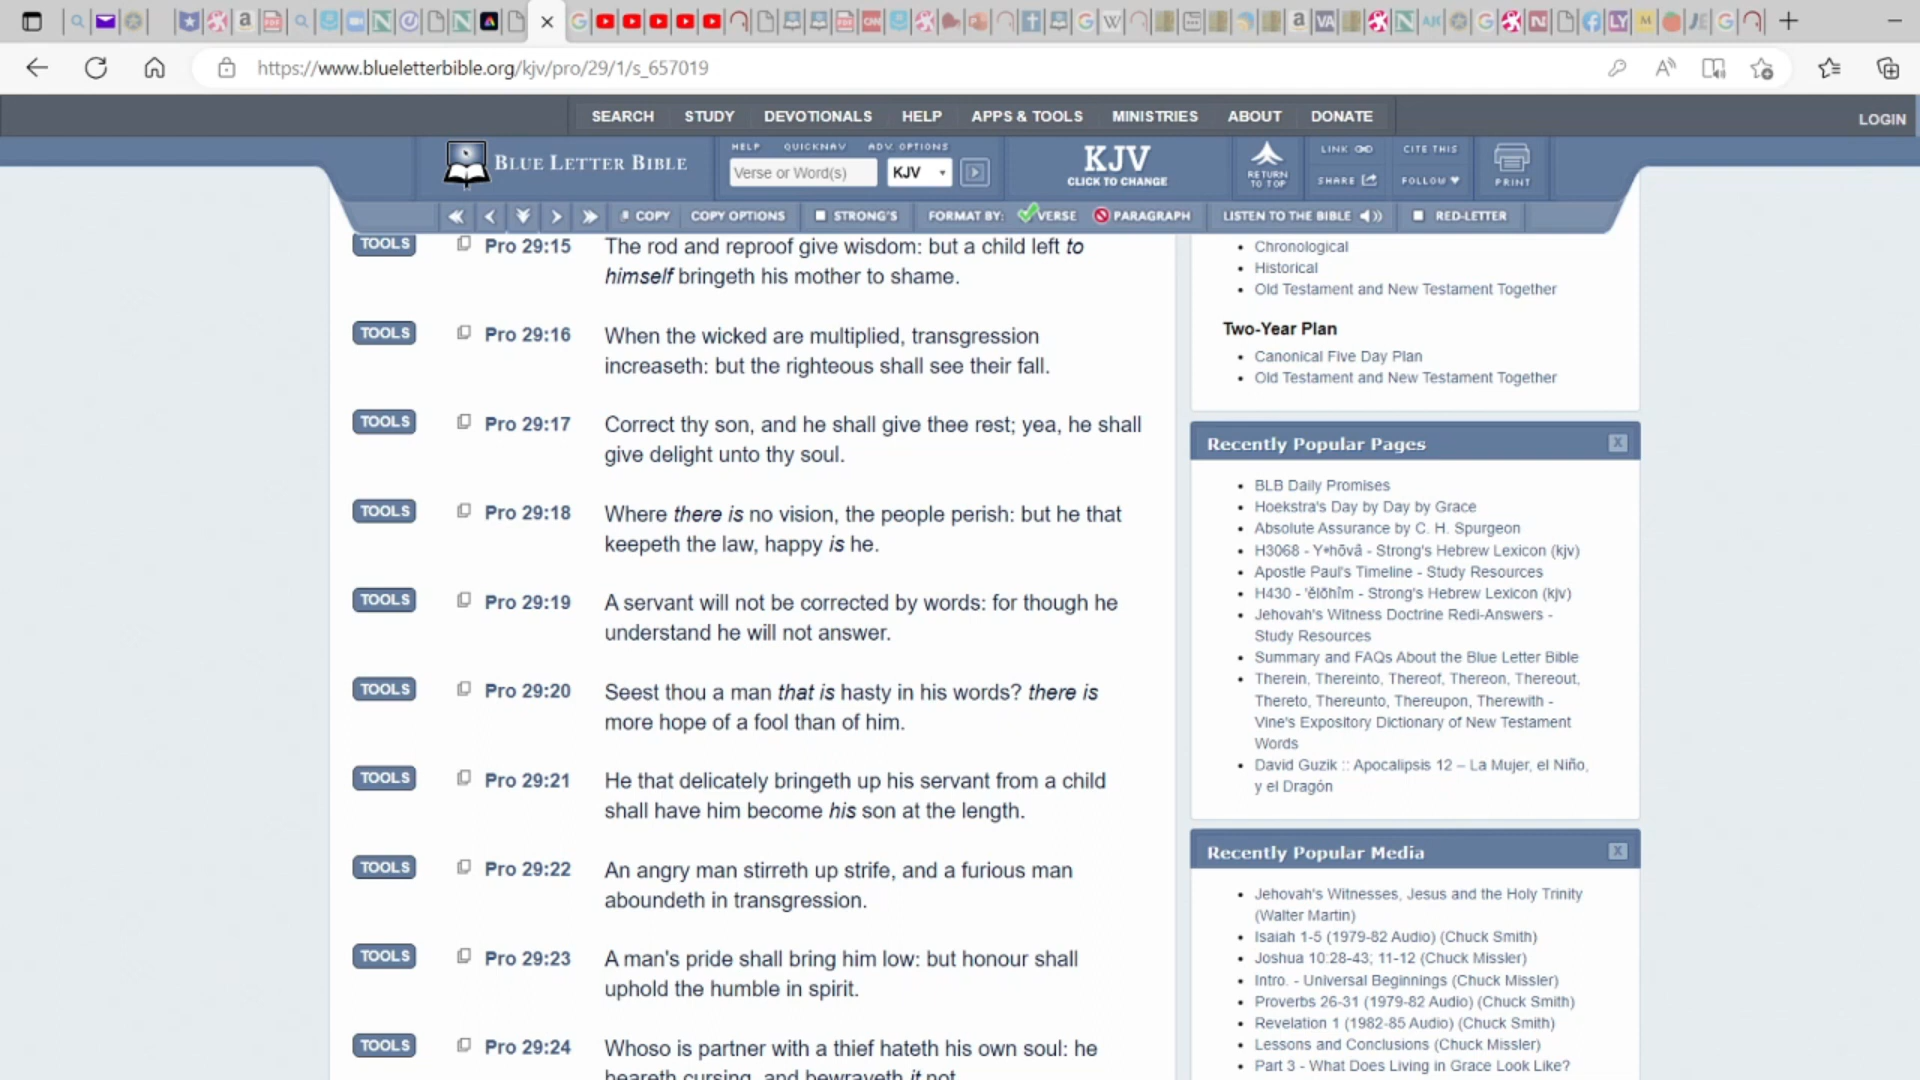 https://www.blueletterbible.org/kjv/pro/29/1/s_657019
SEARCH STUDY DEVOTIONALS HELP APPS & TOOLS MINISTRIES ABOUT DONATE
LOGIN
BLUE LETTER BIBLE
HELP QUICKNAV ADV. OPTIONS
Verse or Word(s)
KJV
KJV
CLICK TO CHANGE
RETURN
TO TOP
LINK
CITE THIS
SHARE
FOLLOW
PRINT
COPY COPY OPTIONS STRONG'S FORMAT BY: VERSE PARAGRAPH LISTEN TO THE BIBLE RED-LETTER
TOOLS Pro 29:15 The rod and reproof give wisdom: but a child left to
himself bringeth his mother to shame.
TOOLS Pro 29:16 When the wicked are multiplied, transgression
increaseth: but the righteous shall see their fall.
TOOLS Pro 29:17 Correct thy son, and he shall give thee rest; yea, he shall
give delight unto thy soul.
TOOLS Pro 29:18 Where there is no vision, the people perish: but he that
keepeth the law, happy is he.
TOOLS Pro 29:19 A servant will not be corrected by words: for though he
understand he will not answer.
TOOLS Pro 29:20 Seest thou a man that is hasty in his words? there is
more hope of a fool than of him.
TOOLS Pro 29:21 He that delicately bringeth up his servant from a child
shall have him become his son at the length.
TOOLS Pro 29:22 An angry man stirreth up strife, and a furious man
aboundeth in transgression.
TOOLS Pro 29:23 A man's pride shall bring him low: but honour shall
uphold the humble in spirit.
TOOLS Pro 29:24 Whoso is partner with a thief hateth his own soul: he
heareth cursing, and bewrayeth it not.
Chronological
Historical
Old Testament and New Testament Together
Two-Year Plan
Canonical Five Day Plan
Old Testament and New Testament Together
Recently Popular Pages
BLB Daily Promises
Hoekstra's Day by Day by Grace
Absolute Assurance by C. H. Spurgeon
H3068 - Yᵊhōvâ - Strong's Hebrew Lexicon (kjv)
Apostle Paul's Timeline - Study Resources
H430 - 'ĕlōhîm - Strong's Hebrew Lexicon (kjv)
Jehovah's Witness Doctrine Redi-Answers -
Study Resources
Summary and FAQs About the Blue Letter Bible
Therein, Thereinto, Thereof, Thereon, Thereout,
Thereto, Thereunto, Thereupon, Therewith -
Vine's Expository Dictionary of New Testament
Words
David Guzik :: Apocalipsis 12 – La Mujer, el Niño,
y el Dragón
Recently Popular Media
Jehovah's Witnesses, Jesus and the Holy Trinity
(Walter Martin)
Isaiah 1-5 (1979-82 Audio) (Chuck Smith)
Joshua 10:28-43; 11-12 (Chuck Missler)
Intro. - Universal Beginnings (Chuck Missler)
Proverbs 26-31 (1979-82 Audio) (Chuck Smith)
Revelation 1 (1982-85 Audio) (Chuck Smith)
Lessons and Conclusions (Chuck Missler)
Part 3 - What Does Living in Grace Look Like?